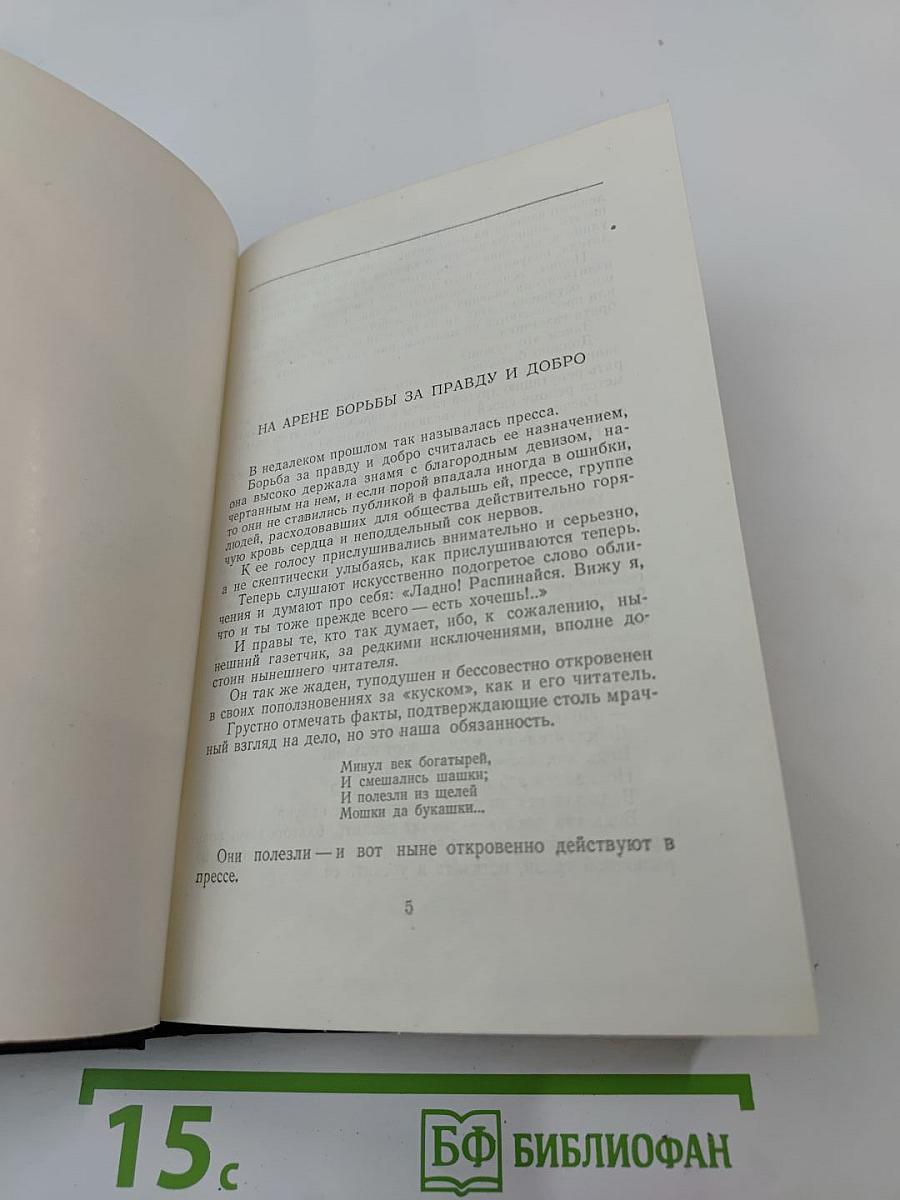 НА АРЕНЕ БОРЬБЫ ЗА ПРАВДУ И ДОБРО
В недалеком прошлом так называлась пресса.
Борьба за правду и добро считалась ее назначением,
она высоко держала знамя с благородным девизом, на-
чертанным на нем, и если порой впадала иногда в ошибки,
то они не ставились публикой в фальшь ей, прессе, группе
людей, расходовавших для общества действительно горя-
чую кровь сердца и неподдельный сок нервов.
К ее голосу прислушивались внимательно и серьезно,
а не скептически улыбаясь, как прислушиваются теперь.
Теперь слушают искусственно подогретое слово обли-
чения и думают про себя: «Ладно! Распинайся. Вижу я,
что и ты тоже прежде всего — есть хочешь!..»
И правы те, кто так думает, ибо, к сожалению, ны-
нешний газетчик, за редкими исключениями, вполне до-
стоин нынешнего читателя.
Он так же жаден, туподушен и бессовестно откровенен
в своих поползновениях за «куском», как и его читатель.
Грустно отмечать факты, подтверждающие столь мрач-
ный взгляд на дело, но это наша обязанность.
Минул век богатырей,
И смешались шашки;
И полезли из щелей
Мошки да букашки...
Они полезли — и вот ныне откровенно действуют в
прессе.
5
15 с
БФ БИБЛИОФАН